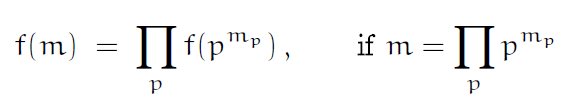 f(m) = ∏_p f(p^{m_p}), if m = ∏_p p^{m_p}